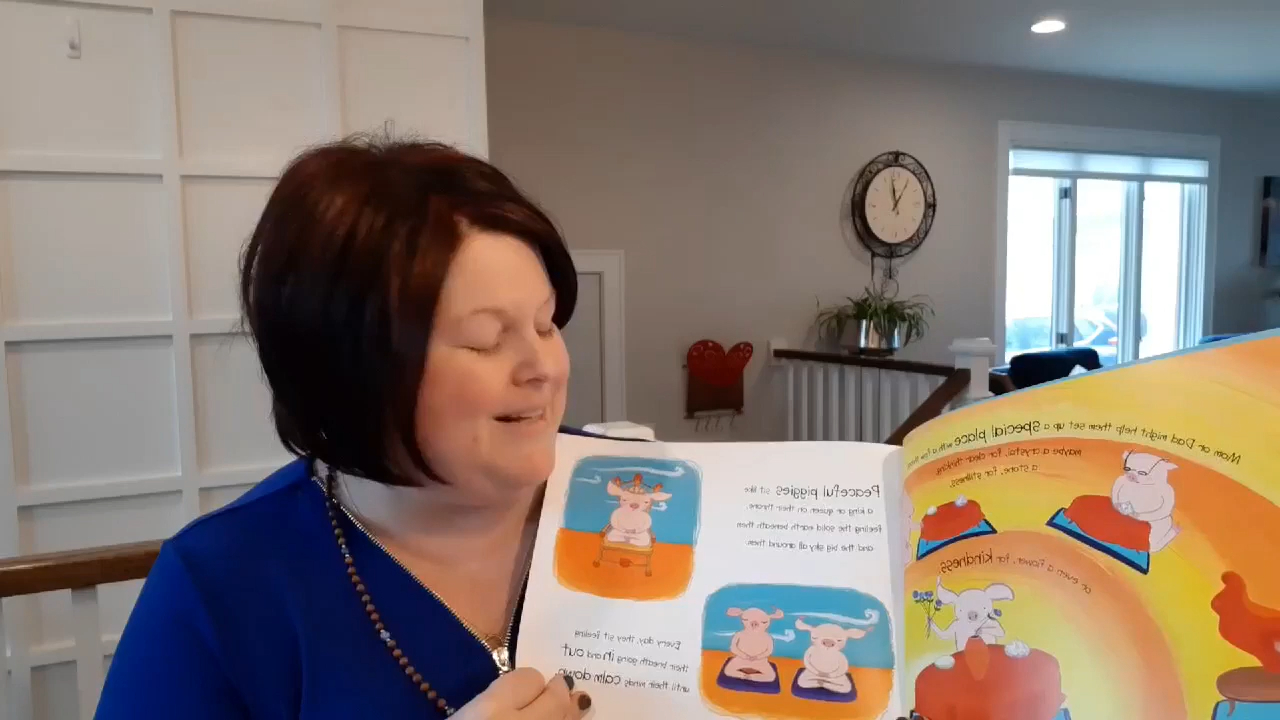 Mom or Dad might help them set up a special place with a few items
maybe a crystal, for clear thinking
a stone, for stillness,
or even a flower, for kindness
Peaceful piggies sit like
a king or queen on their throne
feeling the solid earth beneath them
and the big sky all around them.
Every day, they sit feeling
their breath going in and out
until their minds calm down